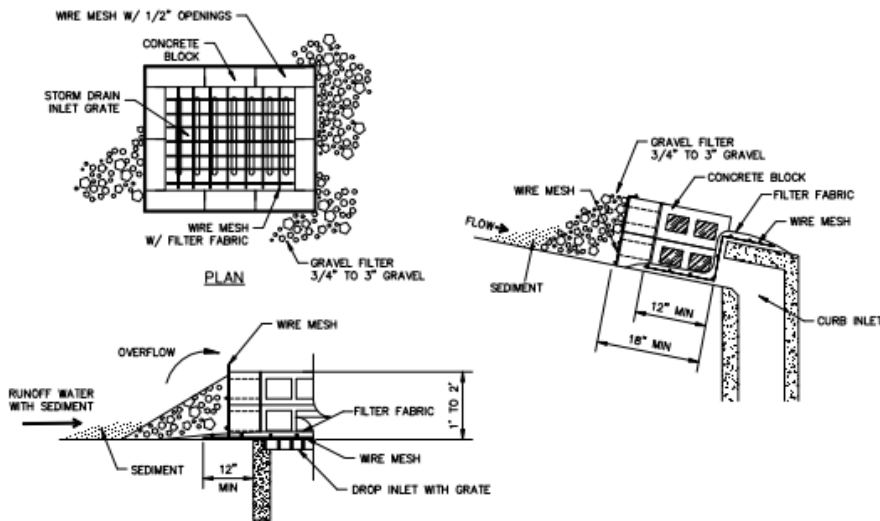 WIRE MESH W/ 1/2" OPENINGS
CONCRETE
BLOCK
STORM DRAIN
INLET GRATE
WIRE MESH
W/ FILTER FABRIC
GRAVEL FILTER
3/4" TO 3" GRAVEL
PLAN
GRAVEL FILTER
3/4" TO 3" GRAVEL
CONCRETE BLOCK
FILTER FABRIC
WIRE MESH
WIRE MESH
FLOW
SEDIMENT
12" MIN
18" MIN
CURB INLET
WIRE MESH
OVERFLOW
RUNOFF WATER
WITH SEDIMENT
1' TO 2'
FILTER FABRIC
SEDIMENT
12"
MIN
WIRE MESH
DROP INLET WITH GRATE